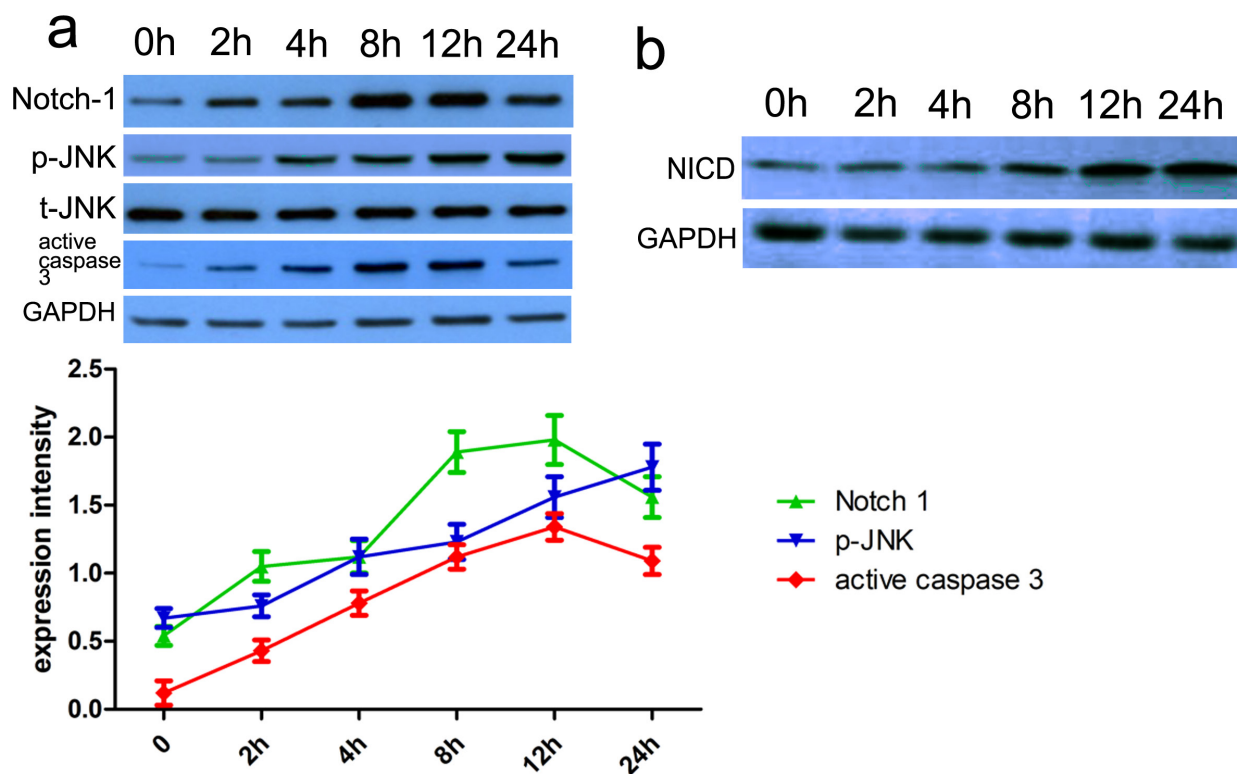 a
0h 2h 4h 8h 12h 24h
Notch-1
p-JNK
t-JNK
active
caspase
3
GAPDH
b
0h 2h 4h 8h 12h 24h
NICD
GAPDH
expression intensity
2.5
2.0
1.5
1.0
0.5
0.0
0 2h 4h 8h 12h 24h
Notch 1
p-JNK
active caspase 3